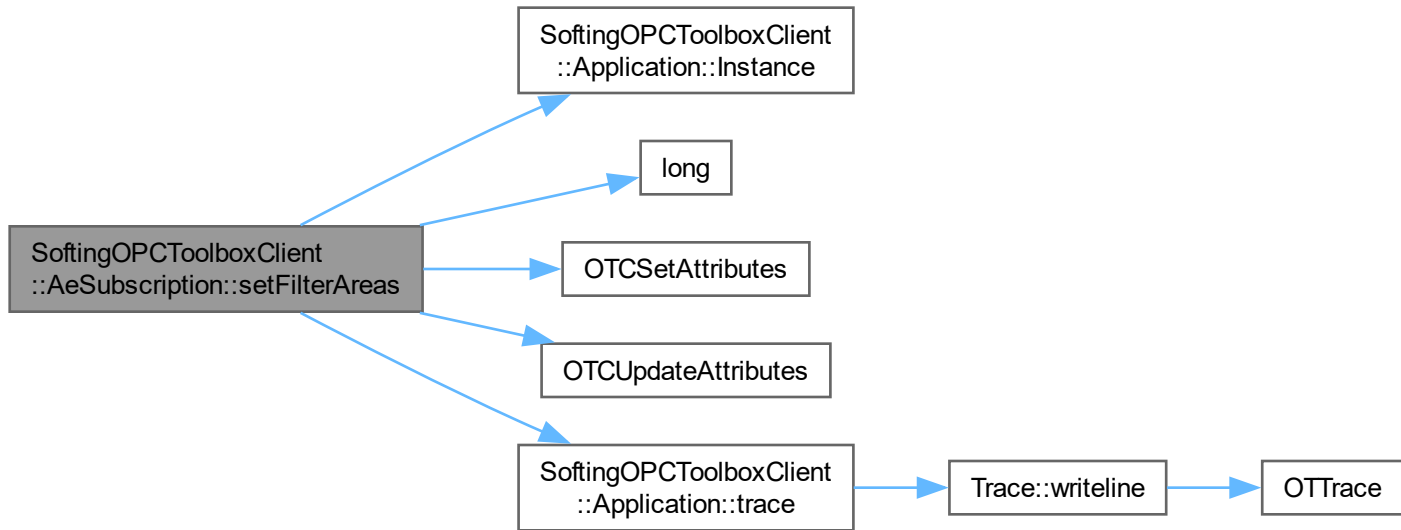 SoftingOPCToolboxClient
::Application::Instance
long
SoftingOPCToolboxClient
::AeSubscription::setFilterAreas
OTCSetAttributes
OTCUpdateAttributes
SoftingOPCToolboxClient
::Application::trace
Trace::writeline
OTTrace